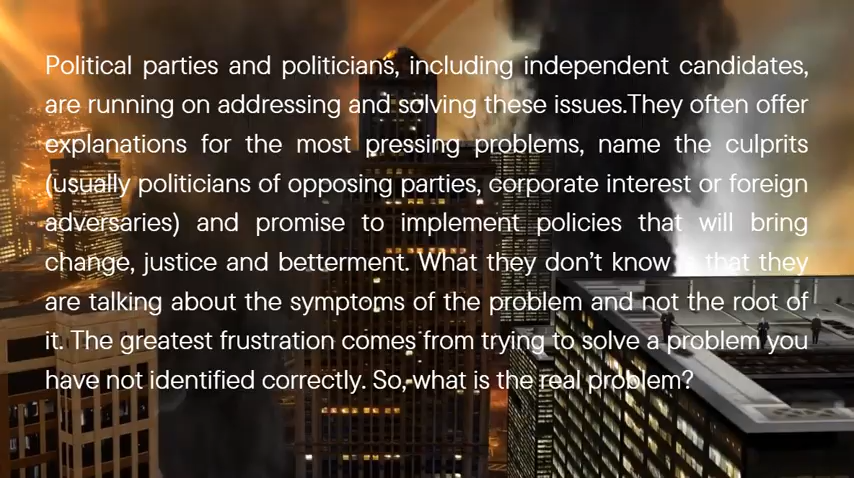 Political parties and politicians, including independent candidates,
are running on addressing and solving these issues.They often offer
explanations for the most pressing problems, name the culprits
(usually politicians of opposing parties, corporate interest or foreign
adversaries) and promise to implement policies that will bring
change, justice and betterment. What they don’t know is that they
are talking about the symptoms of the problem and not the root of
it. The greatest frustration comes from trying to solve a problem you
have not identified correctly. So, what is the real problem?